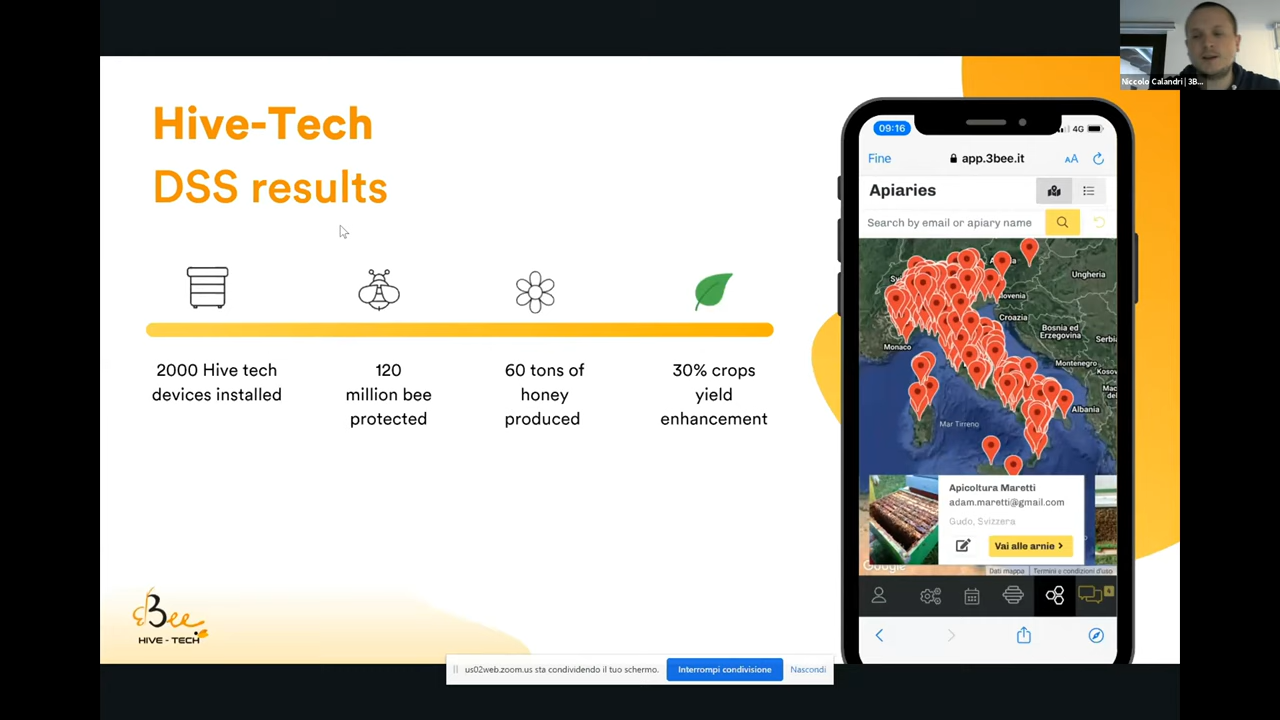 Niccolo Calandri | 3B...
Hive-Tech
DSS results
2000 Hive tech
devices installed
120
million bee
protected
60 tons of
honey
produced
30% crops
yield
enhancement
3Bee
HIVE-TECH
09:16
4G
Fine
app.3bee.it
AA
Apiaries
Search by email or apiary name
Ungheria
lovenia
Croazia
Bosnia ed
Erzegovina
Serbi
Monaco
Montenegro
Kosov
Albania
Mar Tirreno
Apicoltura Maretti
adam.maretti@gmail.com
Gudo, Svizzera
Vai alle arnie >
Google
Dati mappa
Termini e condizioni d'uso
us02web.zoom.us sta condividendo il tuo schermo.
Interrompi condivisione
Nascondi